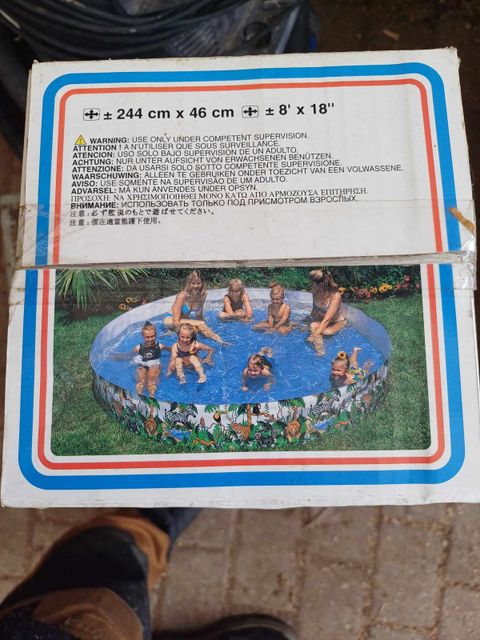 ± 244 cm x 46 cm ± 8' x 18"
WARNING: USE ONLY UNDER COMPETENT SUPERVISION.
ATTENTION ! A N'UTILISER QUE SOUS SURVEILLANCE.
ATENCION: USO SOLO BAJO SUPERVISION DE UN ADULTO.
ACHTUNG: NUR UNTER AUFSICHT VON ERWACHSENEN BENÜTZEN.
ATTENZIONE: DA USARSI SOLO SOTTO COMPETENTE SUPERVISIONE.
WAARSCHUWING: ALLEEN TE GEBRUIKEN ONDER TOEZICHT VAN EEN VOLWASSENE.
AVISO: USE SOMENTE NA SUPERVISÃO DE UM ADULTO.
ADVARSEL: MÅ KUN ANVENDES UNDER OPSYN.
ΠΡΟΣΟΧΗ: ΝΑ ΧΡΗΣΙΜΟΠΟΙΗΘΕΙ ΜΟΝΟ ΚΑΤΩ ΑΠΟ ΑΡΜΟΖΟΥΣΑ ΕΠΙΤΗΡΗΣΗ.
ВНИМАНИЕ: ИСПОЛЬЗОВАТЬ ТОЛЬКО ПОД ПРИСМОТРОМ ВЗРОСЛЫХ.
注意：必ず監視のもとで遊ばせてください。
注意：僅在適當監護下使用。